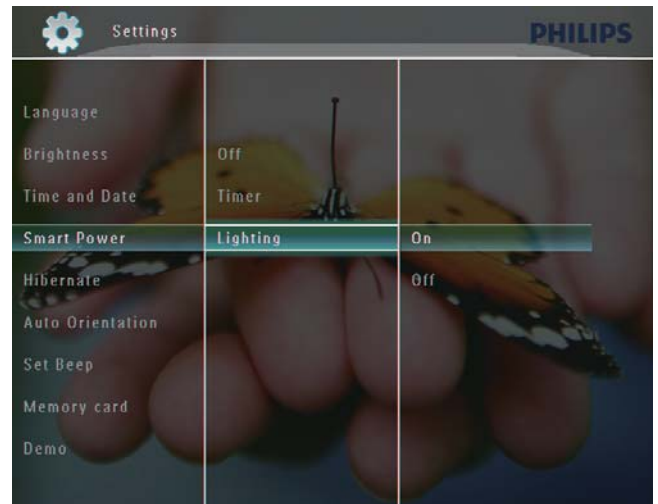 Settings
PHILIPS
Language
Brightness
Time and Date
Smart Power
Hibernate
Auto Orientation
Set Beep
Memory card
Demo
Off
Timer
Lighting
On
Off